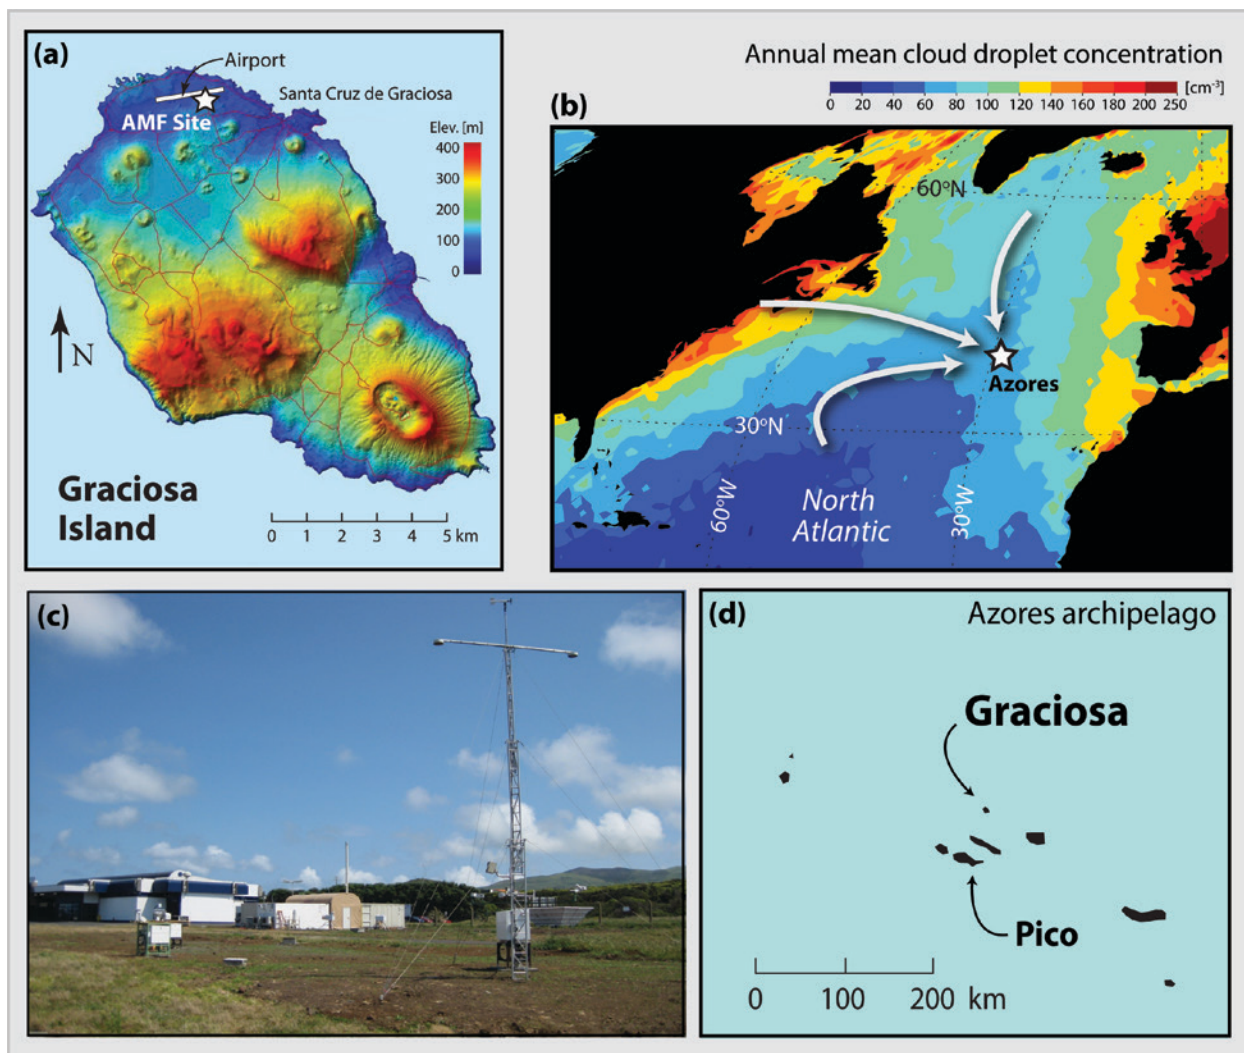 (a)
Airport
Santa Cruz de Graciosa
AMF Site
Elev. [m]
400
300
200
100
0
N
Graciosa
Island
0 1 2 3 4 5 km
Annual mean cloud droplet concentration
[cm-3]
0 20 40 60 80 100 120 140 160 180 200 250
(b)
60°N
Azores
30°N
60°W
North
Atlantic
30°W
(c)
(d)
Azores archipelago
Graciosa
Pico
0 100 200 km